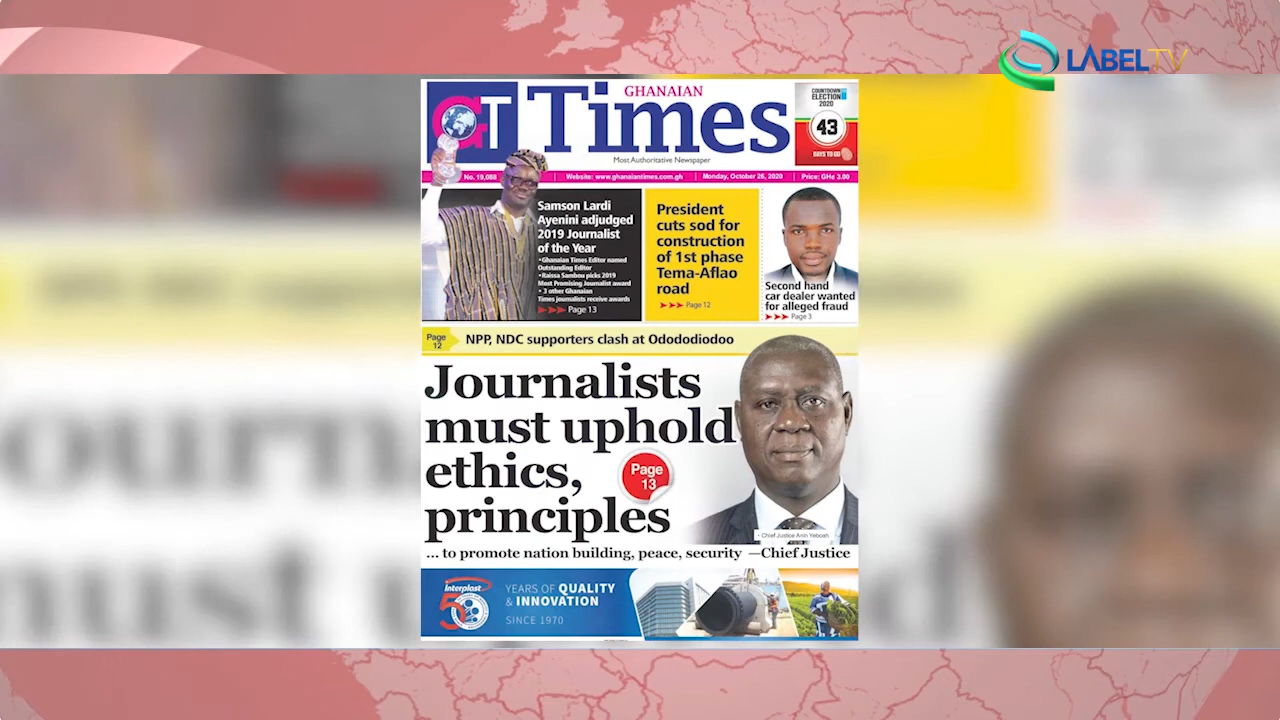 LABEL TV
GHANAIAN
GT Times
Most Authoritative Newspaper
COUNTDOWN
ELECTION
2020
43
DAYS TO GO
No. 19,088
Website: www.ghanaiantimes.com.gh
Monday, October 26, 2020
Price: GH¢ 3.00
Samson Lardi
Ayenini adjudged
2019 Journalist
of the Year
•Ghanaian Times Editor named
Outstanding Editor
•Raissa Sambou picks 2019
Most Promising Journalist award
• 3 other Ghanaian
Times journalists receive awards
Page 13
President
cuts sod for
construction
of 1st phase
Tema-Aflao
road
Page 12
Second hand
car dealer wanted
for alleged fraud
Page 3
Page
12
NPP, NDC supporters clash at Odododiodoo
Journalists
must uphold
ethics,
principles
Page
13
• Chief Justice Anin Yeboah
... to promote nation building, peace, security —Chief Justice
Interplast
50
YEARS OF QUALITY
& INNOVATION
SINCE 1970